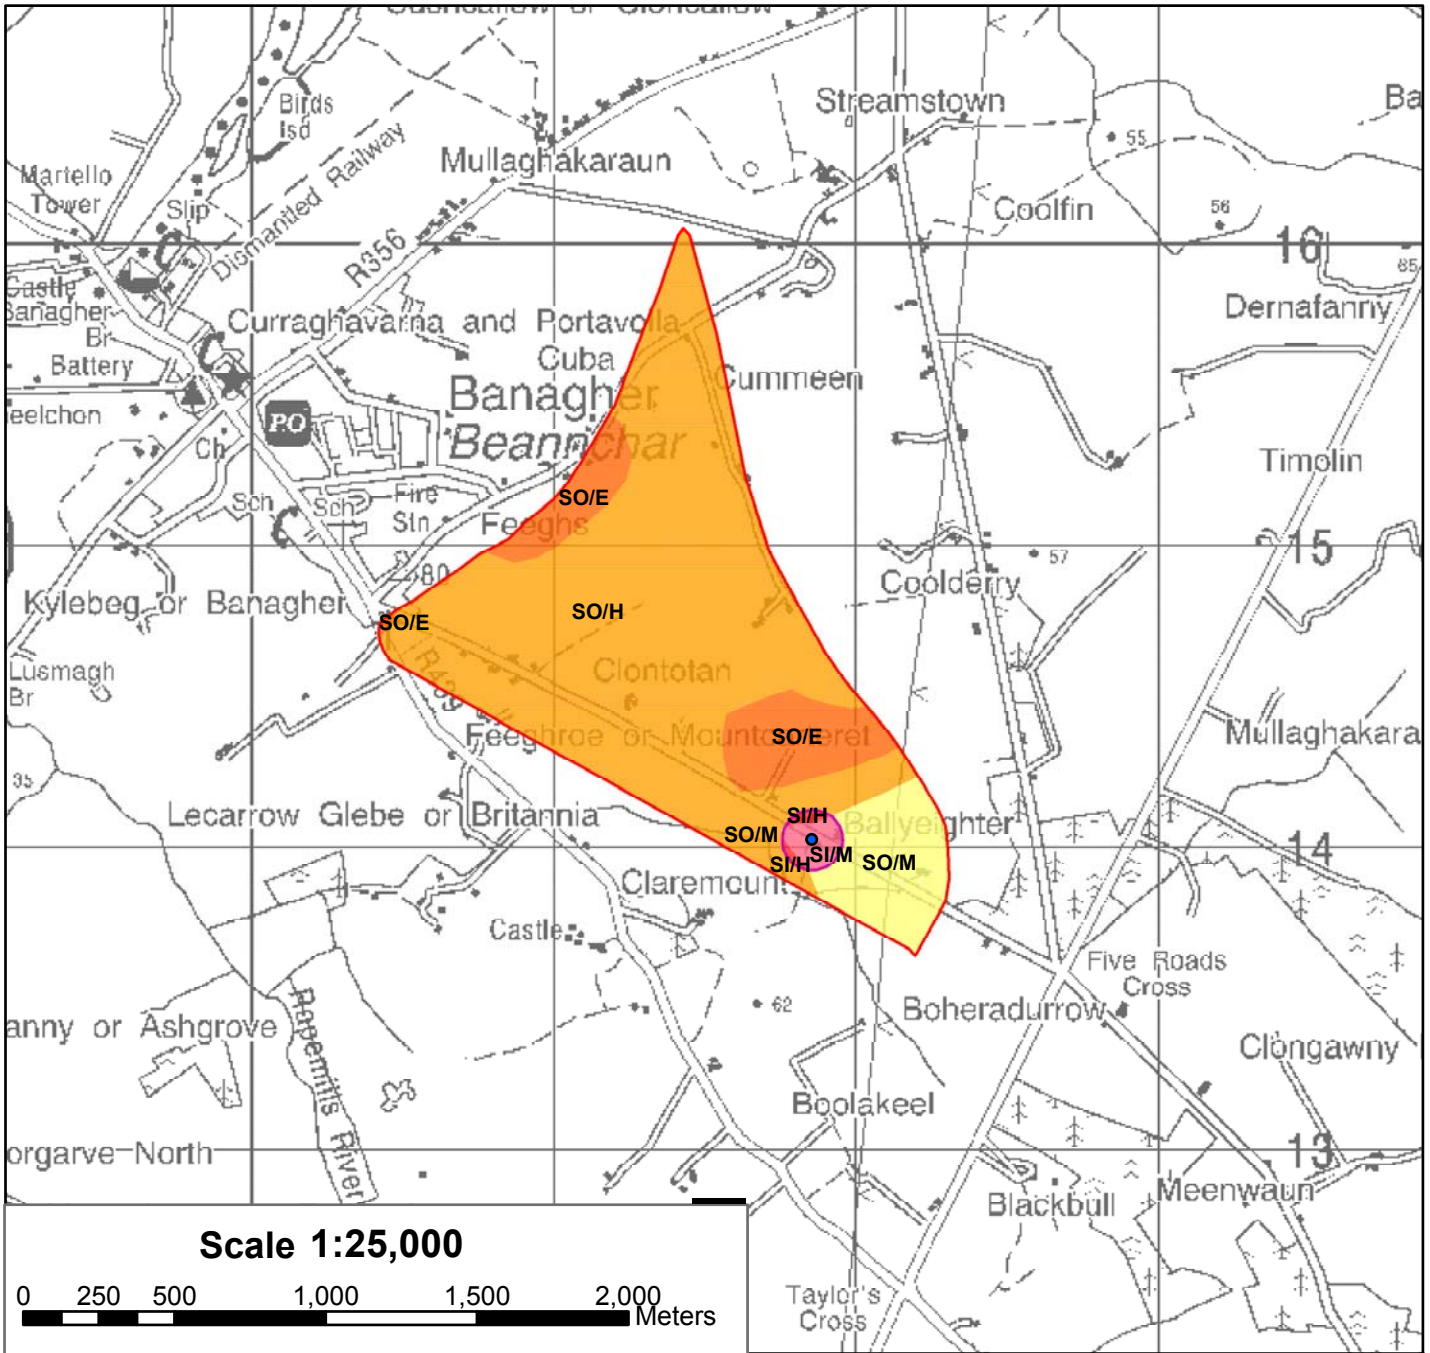 Birds
Isd
Streamstown
Ba
55
Mullaghakaraun
Martello
Tower
Slip
Dismantled Railway
Coolfin
56
R356
16
65
Castle
Banagher
Br
Dernafanny
Curraghavarna and Portavolla
Cuba
Battery
Cummeen
Banagher
PO
Beannchar
Ch
Timolin
Sch
Sch
Fire
Stn
SO/E
Feeghs
15
57
Coolderry
Kylebeg or Banagher
SO/E
SO/H
Lusmagh
Br
Clontotan
Feeghroe or Mount
SO/E
Mullaghakara
35
Lecarrow Glebe or Britannia
SI/H
SO/M
Ballyeighter
14
SI/M
SI/H
SO/M
Claremount
Castle
Five Roads
Cross
62
Boheradurrow
anny or Ashgrove
Clongawny
Rapemills River
Boolakeel
orgarve North
13
Blackbull
Meenwaun
Scale 1:25,000
0 250 500 1,000 1,500 2,000
Meters
Taylor's
Cross